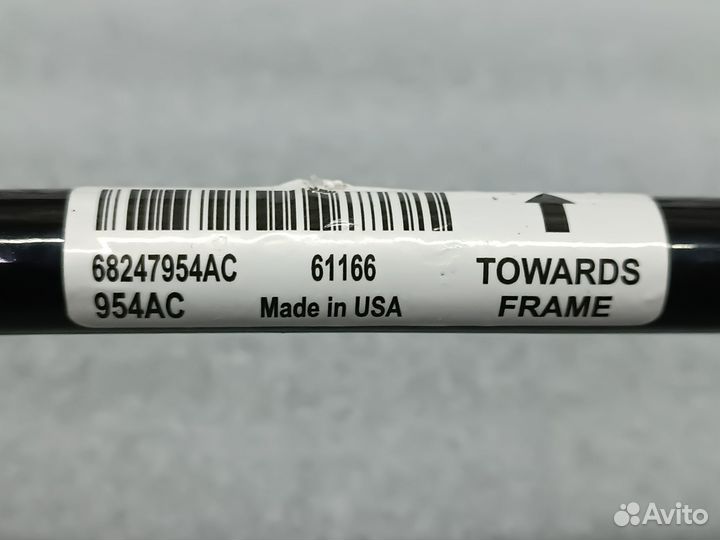 68247954AC 61166 TOWARDS
954AC Made in USA FRAME
Avito